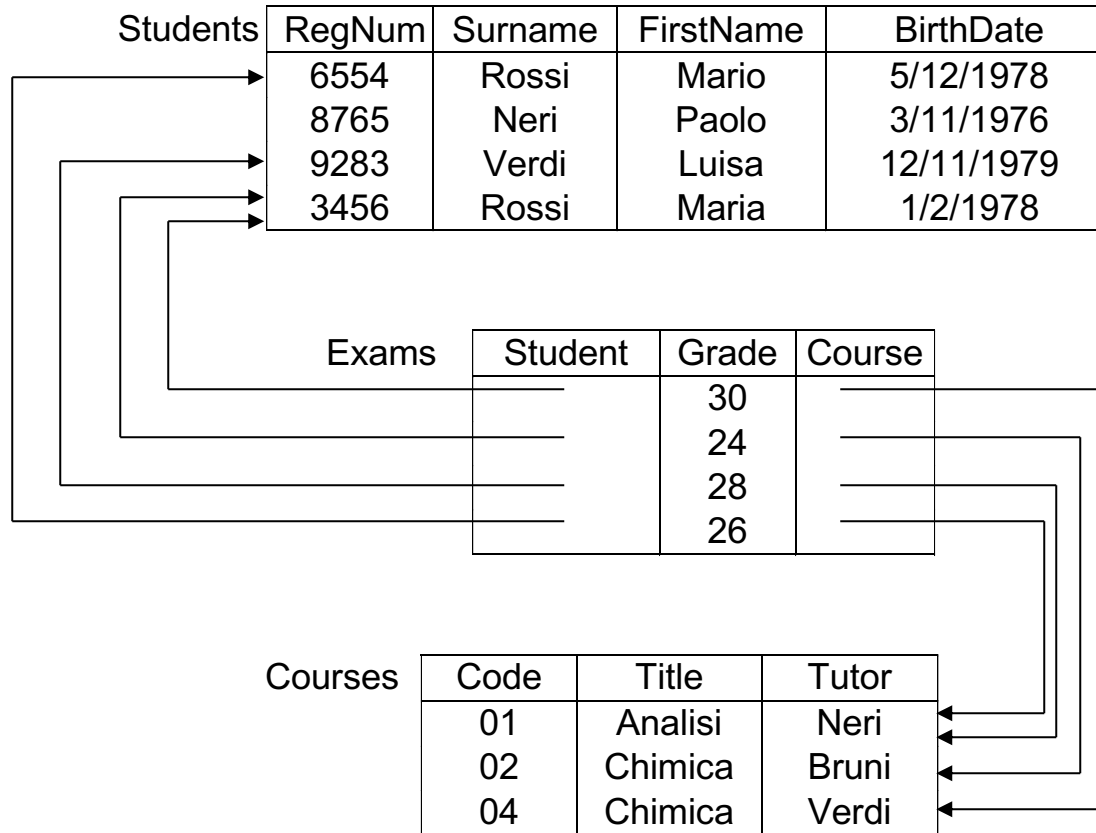 Students RegNum Surname FirstName BirthDate
6554 Rossi Mario 5/12/1978
8765 Neri Paolo 3/11/1976
9283 Verdi Luisa 12/11/1979
3456 Rossi Maria 1/2/1978
Exams Student Grade Course
30
24
28
26
Courses Code Title Tutor
01 Analisi Neri
02 Chimica Bruni
04 Chimica Verdi